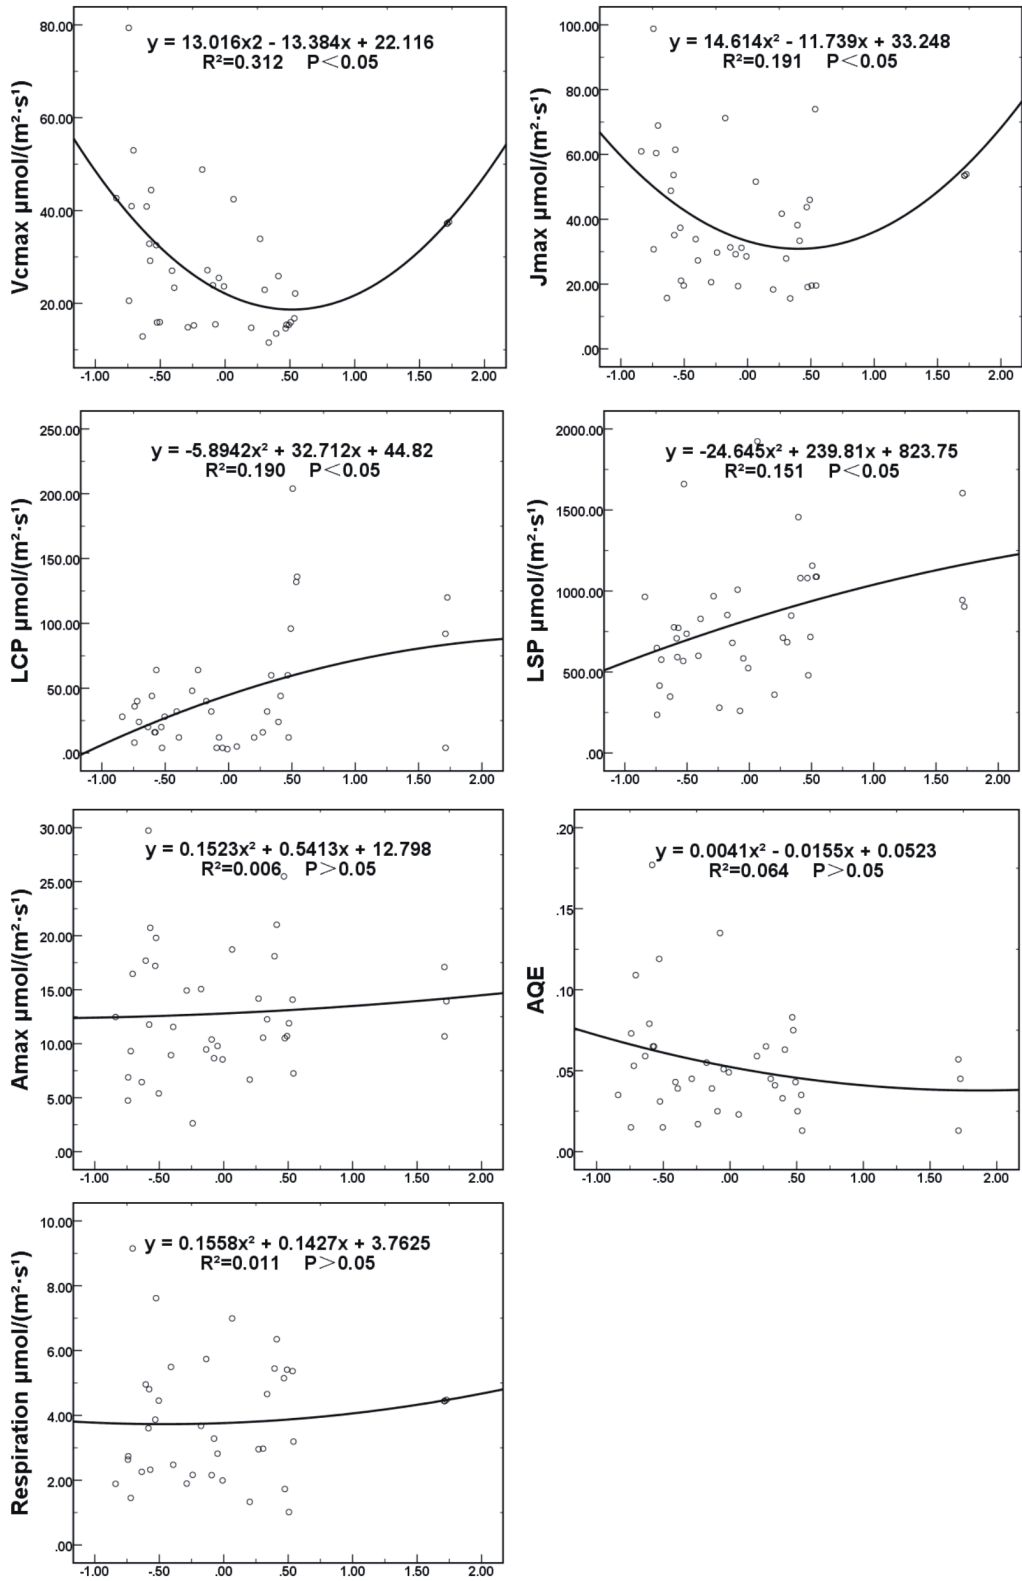 80.00
60.00
40.00
20.00
-1.00 -.50 .00 .50 1.00 1.50 2.00
Vcmax μmol/(m²·s¹)
y = 13.016x2 - 13.384x + 22.116
R²=0.312 P＜0.05
100.00
80.00
60.00
40.00
20.00
.00
-1.00 -.50 .00 .50 1.00 1.50 2.00
Jmax μmol/(m²·s¹)
y = 14.614x² - 11.739x + 33.248
R²=0.191 P＜0.05
250.00
200.00
150.00
100.00
50.00
.00
-1.00 -.50 .00 .50 1.00 1.50 2.00
LCP μmol/(m²·s¹)
y = -5.8942x² + 32.712x + 44.82
R²=0.190 P＜0.05
2000.00
1500.00
1000.00
500.00
.00
-1.00 -.50 .00 .50 1.00 1.50 2.00
LSP μmol/(m²·s¹)
y = -24.645x² + 239.81x + 823.75
R²=0.151 P＜0.05
30.00
25.00
20.00
15.00
10.00
5.00
.00
-1.00 -.50 .00 .50 1.00 1.50 2.00
Amax μmol/(m²·s¹)
y = 0.1523x² + 0.5413x + 12.798
R²=0.006 P＞0.05
.20
.15
.10
.05
.00
-1.00 -.50 .00 .50 1.00 1.50 2.00
AQE
y = 0.0041x² - 0.0155x + 0.0523
R²=0.064 P＞0.05
10.00
8.00
6.00
4.00
2.00
.00
-1.00 -.50 .00 .50 1.00 1.50 2.00
Respiration μmol/(m²·s¹)
y = 0.1558x² + 0.1427x + 3.7625
R²=0.011 P＞0.05